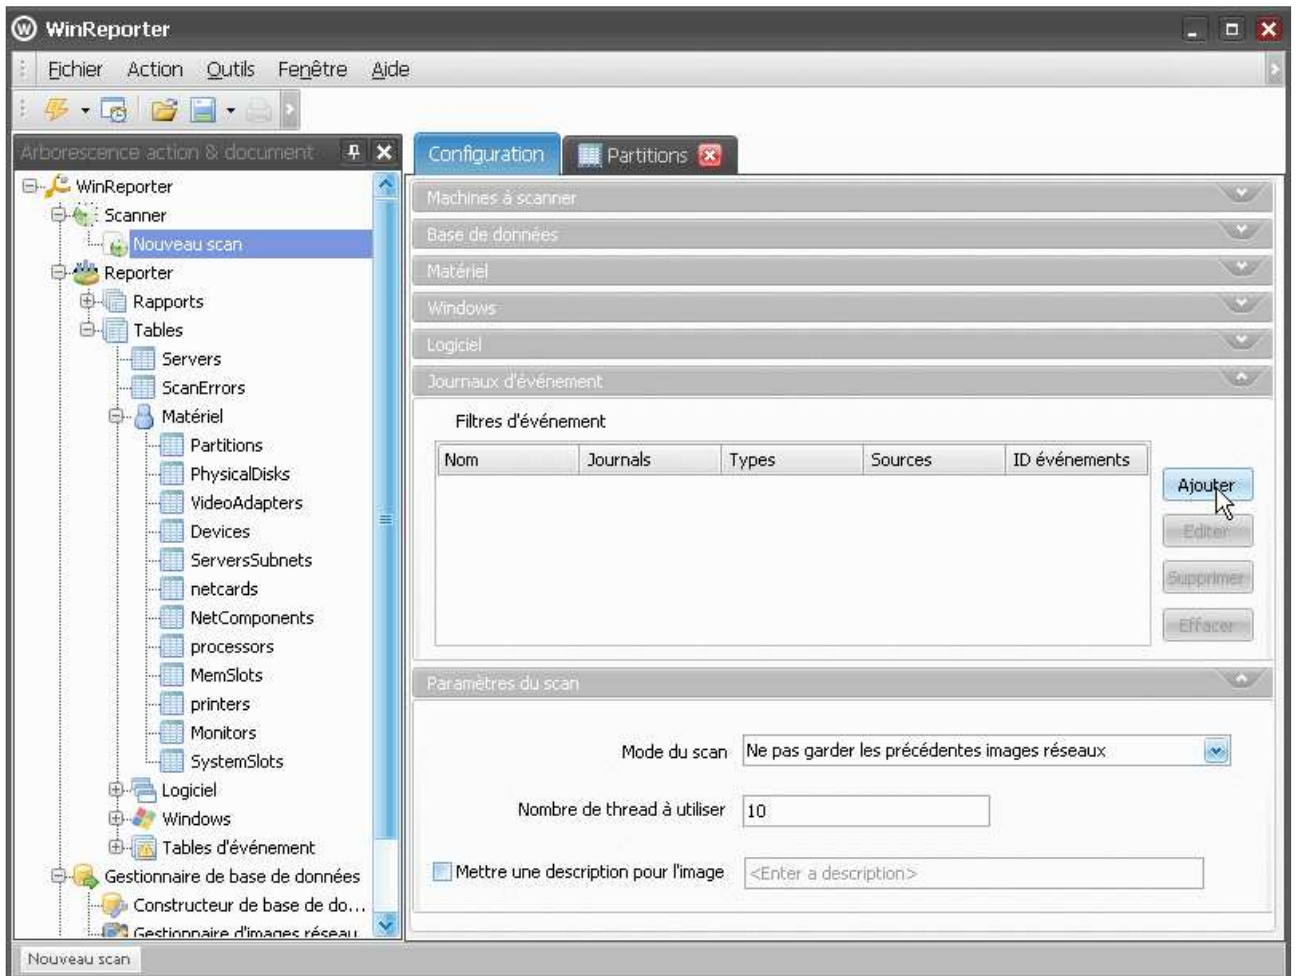 WinReporter
Fichier Action Outils Fenêtre Aide
Arborescence action & document
WinReporter
Scanner
Nouveau scan
Reporter
Rapports
Tables
Servers
ScanErrors
Matériel
Partitions
PhysicalDisks
VideoAdapters
Devices
ServersSubnets
netcards
NetComponents
processors
MemSlots
printers
Monitors
SystemSlots
Logiciel
Windows
Tables d'événement
Gestionnaire de base de données
Constructeur de base de do...
Gestionnaire d'images réseau
Configuration Partitions
Machines à scanner
Base de données
Matériel
Windows
Logiciel
Journaux d'événement
Filtres d'événement
Nom Journals Types Sources ID événements
Ajouter
Editer
Supprimer
Effacer
Paramètres du scan
Mode du scan Ne pas garder les précédentes images réseaux
Nombre de thread à utiliser 10
Mettre une description pour l'image <Enter a description>
Nouveau scan